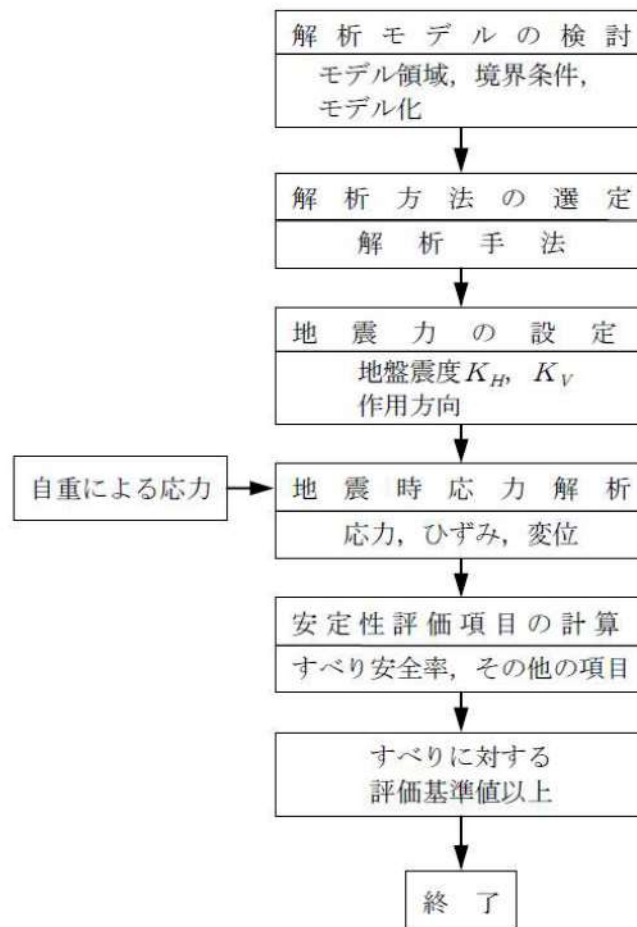 解析モデルの検討
モデル領域，境界条件，
モデル化
解析方法の選定
解析手法
地震力の設定
地盤震度K_H，K_V
作用方向
自重による応力
地震時応力解析
応力，ひずみ，変位
安定性評価項目の計算
すべり安全率，その他の項目
すべりに対する
評価基準値以上
終了